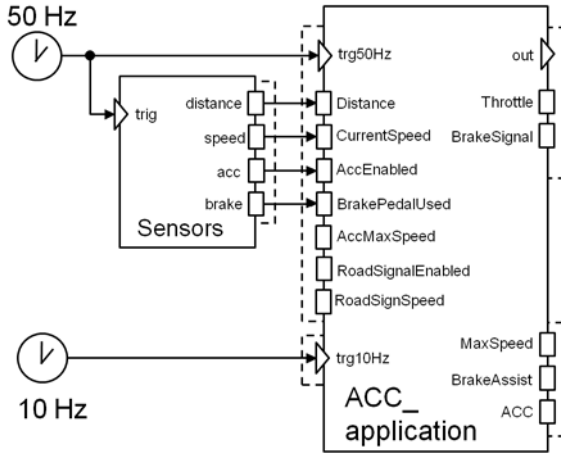 50 Hz
trg50Hz
out
trig
distance
Distance
Throttle
speed
CurrentSpeed
BrakeSignal
acc
AccEnabled
brake
BrakePedalUsed
Sensors
AccMaxSpeed
RoadSignalEnabled
RoadSignSpeed
MaxSpeed
trg10Hz
BrakeAssist
10 Hz
ACC_
application
ACC